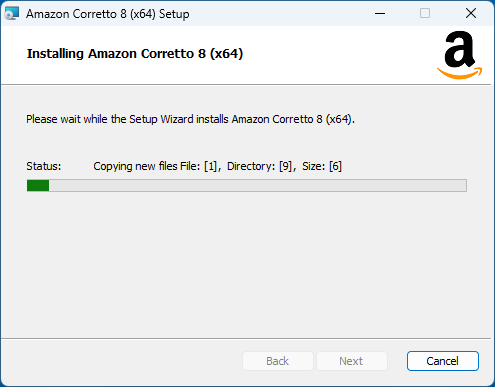 Amazon Corretto 8 (x64) Setup
Installing Amazon Corretto 8 (x64)
a
Please wait while the Setup Wizard installs Amazon Corretto 8 (x64).
Status: Copying new files File: [1], Directory: [9], Size: [6]
Back Next Cancel